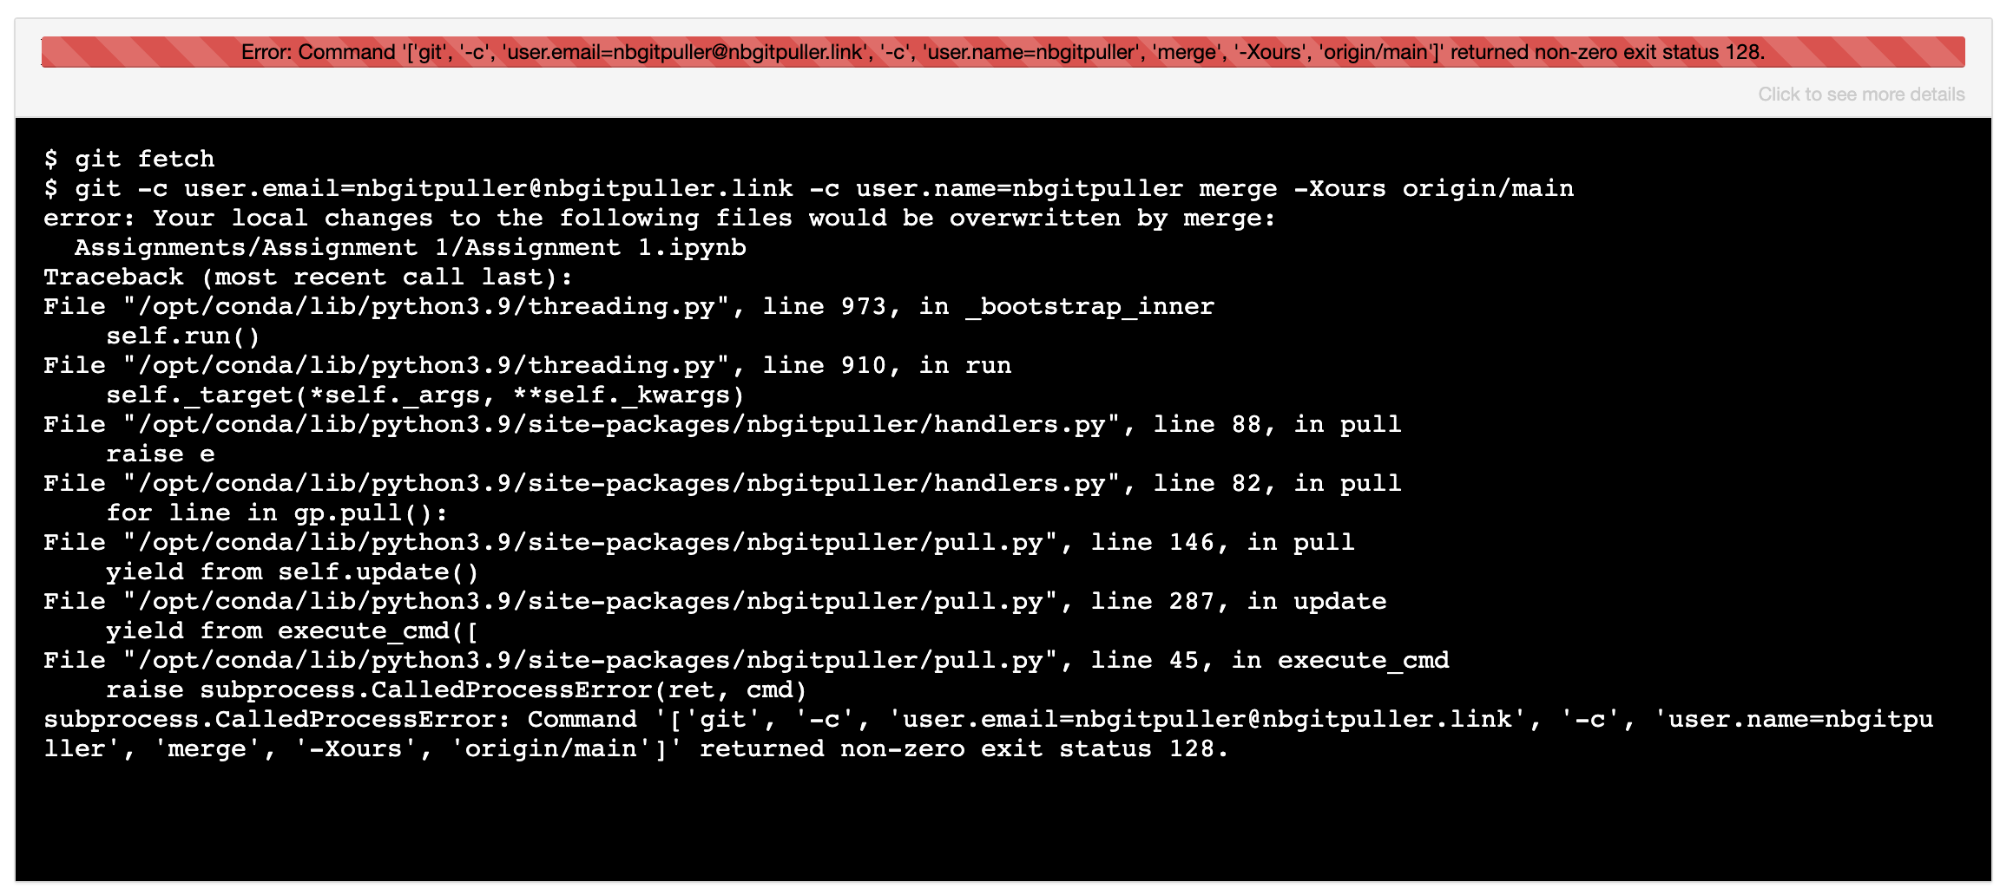 Error: Command '['git', '-c', 'user.email=nbgitpuller@nbgitpuller.link', '-c', 'user.name=nbgitpuller', 'merge', '-Xours', 'origin/main']' returned non-zero exit status 128.
Click to see more details
$ git fetch
$ git -c user.email=nbgitpuller@nbgitpuller.link -c user.name=nbgitpuller merge -Xours origin/main
error: Your local changes to the following files would be overwritten by merge:
  Assignments/Assignment 1/Assignment 1.ipynb
Traceback (most recent call last):
File "/opt/conda/lib/python3.9/threading.py", line 973, in _bootstrap_inner
    self.run()
File "/opt/conda/lib/python3.9/threading.py", line 910, in run
    self._target(*self._args, **self._kwargs)
File "/opt/conda/lib/python3.9/site-packages/nbgitpuller/handlers.py", line 88, in pull
    raise e
File "/opt/conda/lib/python3.9/site-packages/nbgitpuller/handlers.py", line 82, in pull
    for line in gp.pull():
File "/opt/conda/lib/python3.9/site-packages/nbgitpuller/pull.py", line 146, in pull
    yield from self.update()
File "/opt/conda/lib/python3.9/site-packages/nbgitpuller/pull.py", line 287, in update
    yield from execute_cmd([
File "/opt/conda/lib/python3.9/site-packages/nbgitpuller/pull.py", line 45, in execute_cmd
    raise subprocess.CalledProcessError(ret, cmd)
subprocess.CalledProcessError: Command '['git', '-c', 'user.email=nbgitpuller@nbgitpuller.link', '-c', 'user.name=nbgitpu
ller', 'merge', '-Xours', 'origin/main']' returned non-zero exit status 128.